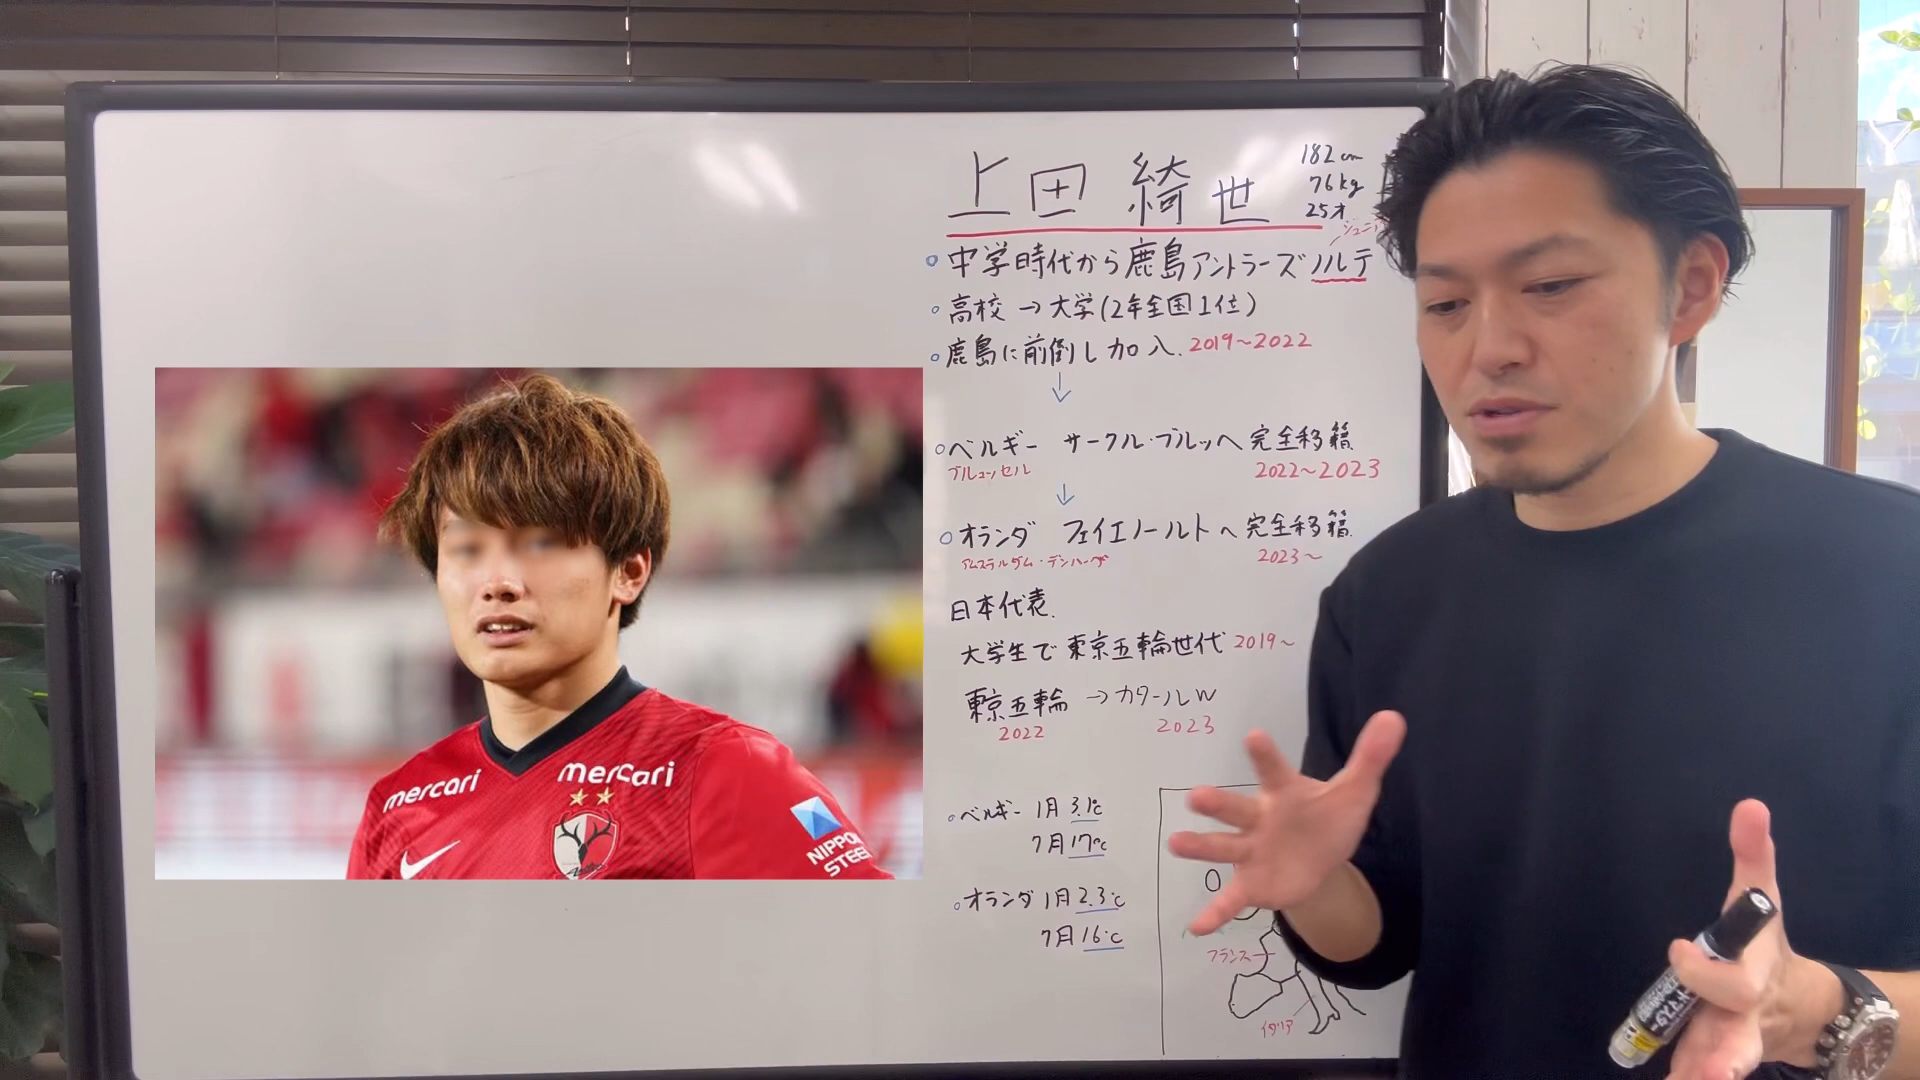 上田 綺世
182cm
76kg
25才
ジュニア
中学時代から鹿島アントラーズノルテ
高校→大学(2年全国1位)
鹿島に前倒し加入. 2019~2022
↓
ベルギー サークル・ブルッヘ完全移籍
ブリュッセル 2022~2023
↓
オランダ フェイエノールトへ完全移籍.
アムステルダム・デンハーグ 2023~
日本代表.
大学生で東京五輪世代 2019~
東京五輪→カタールW
2022 2023
ベルギー 1月 3.1℃
7月 17℃
オランダ 1月 2.3℃
7月 16℃
フランス
イタリア
mercari
mercari
NIPPON
STEEL